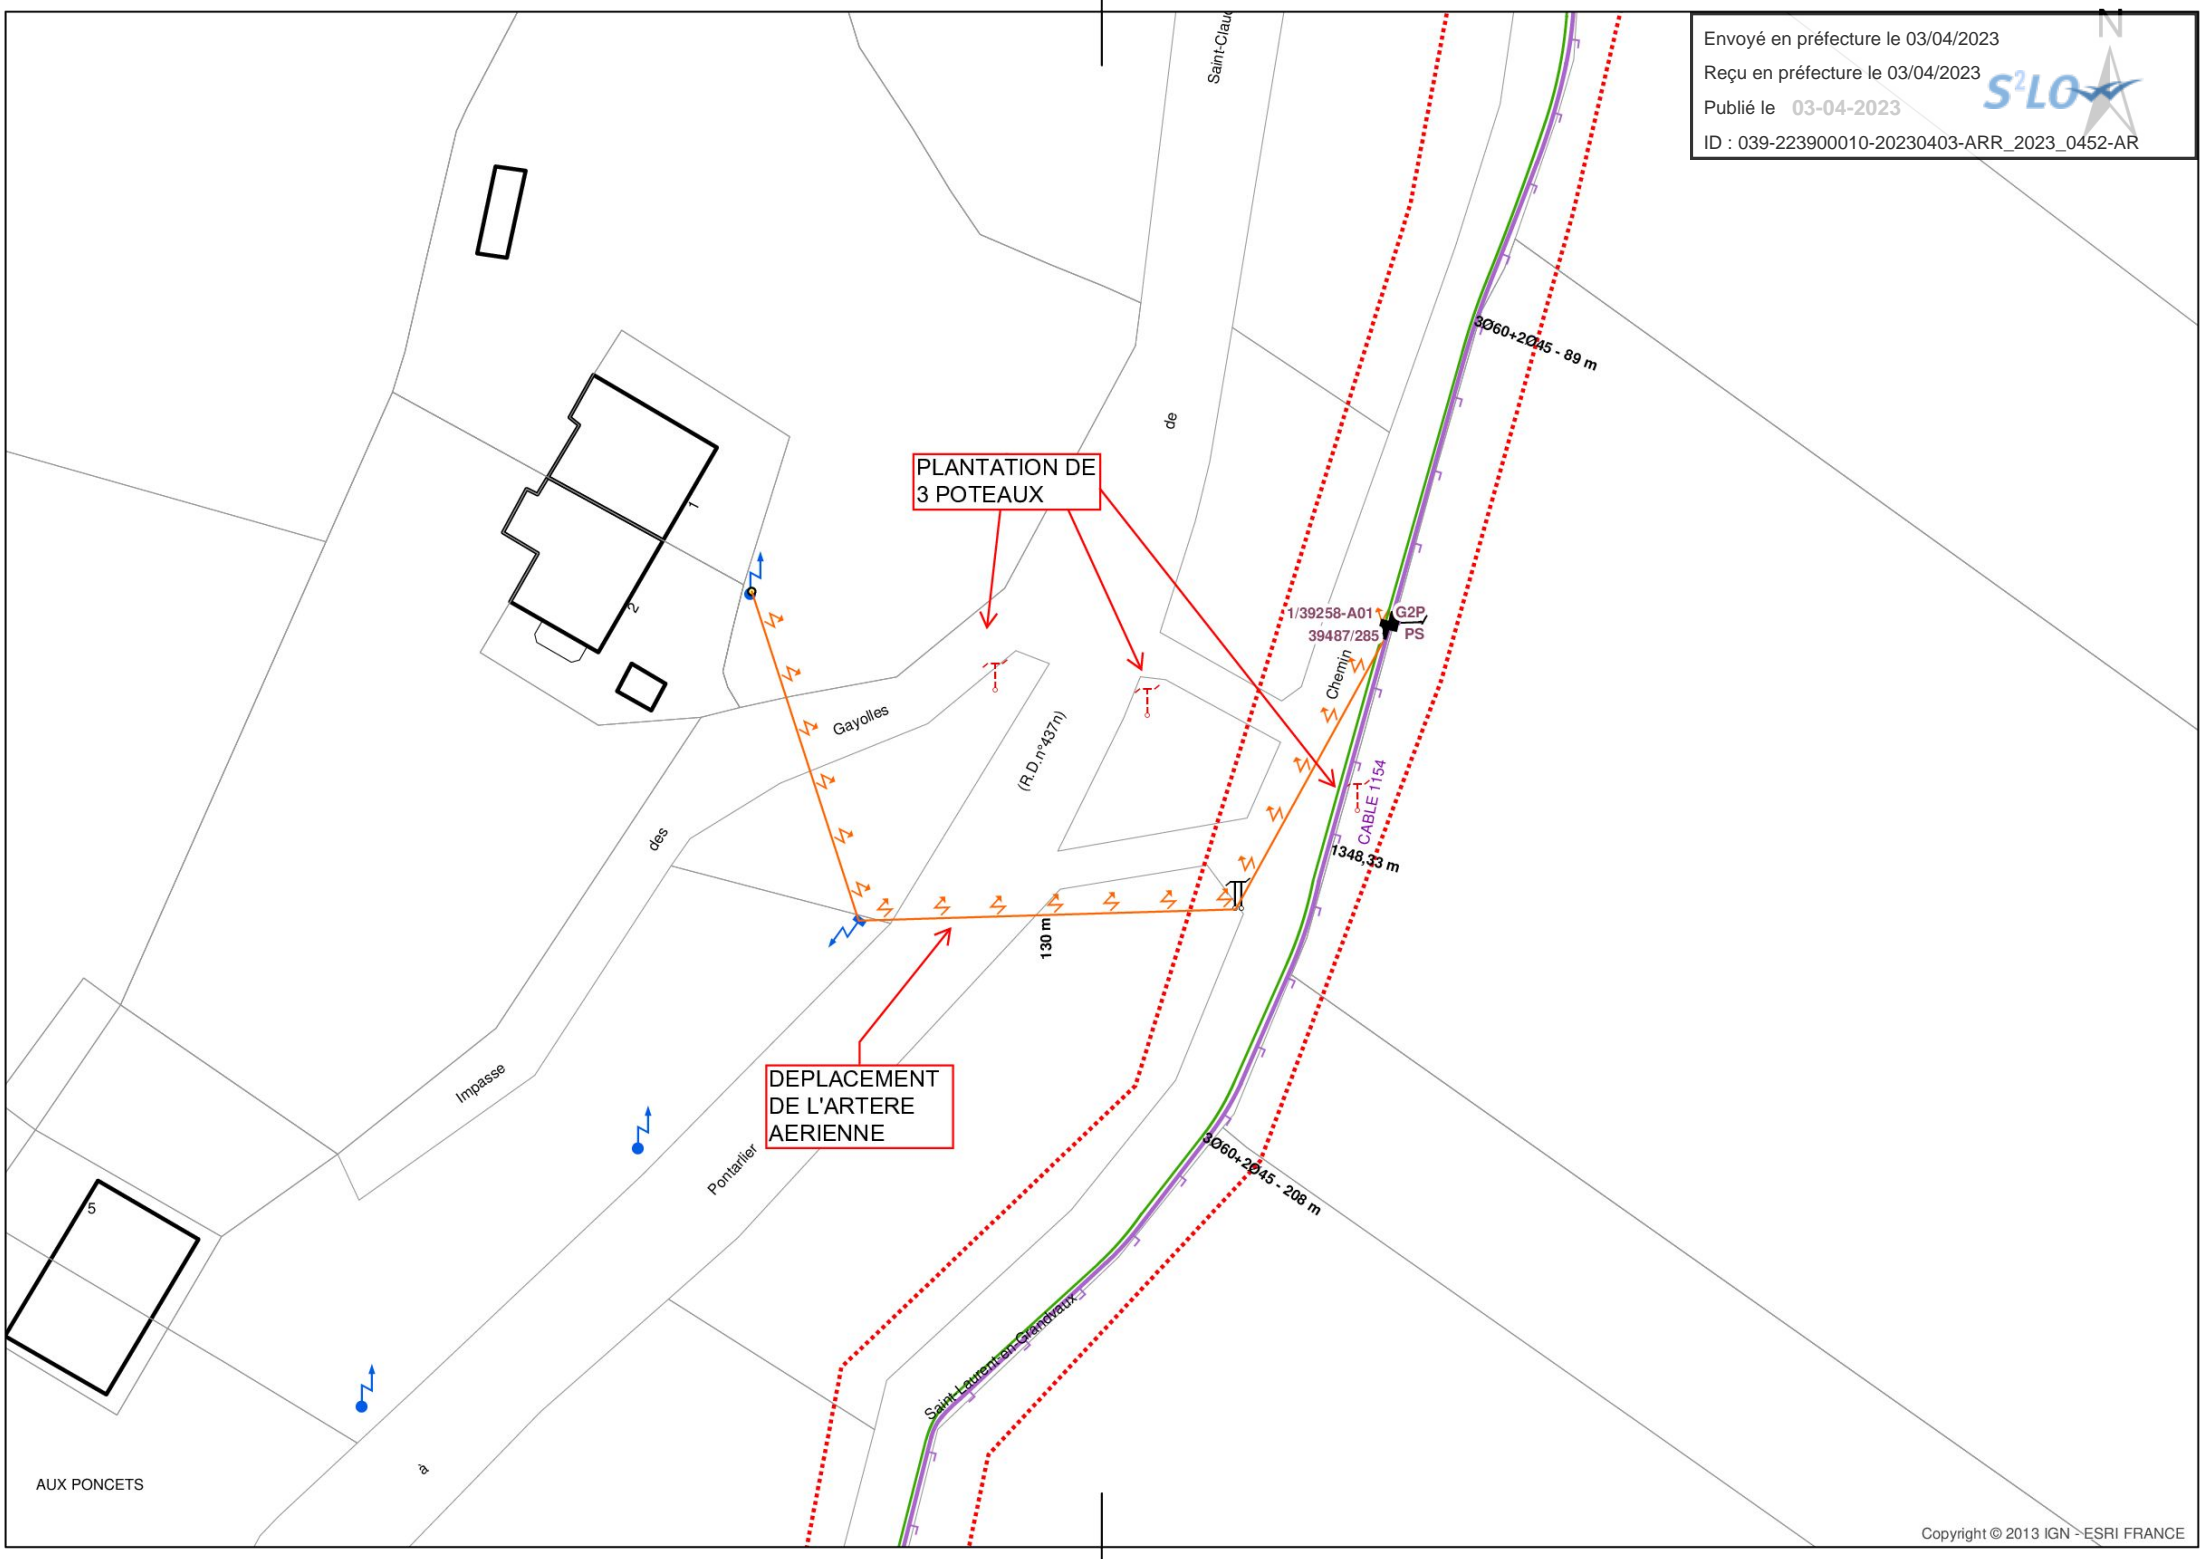 Envoyé en préfecture le 03/04/2023
Reçu en préfecture le 03/04/2023
Publié le 03-04-2023
ID : 039-223900010-20230403-ARR_2023_0452-AR
S²LO
N
Saint-Claud
3Ø60+2Ø45 - 89 m
de
PLANTATION DE
3 POTEAUX
1
2
1/39258-A01
G2P
39487/285
PS
Chemin
Gayolles
(R.D.n°437n)
CABLE 1154
des
1348,33 m
130 m
Impasse
DEPLACEMENT
DE L'ARTERE
AERIENNE
Pontarlier
3Ø60+2Ø45 - 208 m
5
Saint-Laurent-en-Grandvaux
à
AUX PONCETS
Copyright © 2013 IGN - ESRI FRANCE